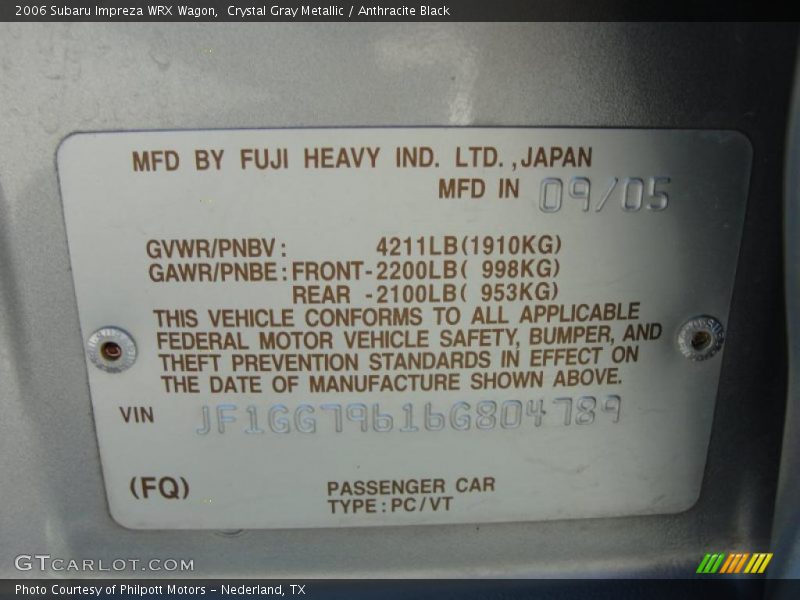 2006 Subaru Impreza WRX Wagon, Crystal Gray Metallic / Anthracite Black
MFD BY FUJI HEAVY IND. LTD., JAPAN
MFD IN 09/05
GVWR/PNBV: 4211LB(1910KG)
GAWR/PNBE:FRONT-2200LB( 998KG)
REAR -2100LB( 953KG)
THIS VEHICLE CONFORMS TO ALL APPLICABLE
FEDERAL MOTOR VEHICLE SAFETY, BUMPER, AND
THEFT PREVENTION STANDARDS IN EFFECT ON
THE DATE OF MANUFACTURE SHOWN ABOVE.
VIN JF1GG79616G804789
(FQ) PASSENGER CAR
TYPE:PC/VT
GTCARLOT.COM
Photo Courtesy of Philpott Motors - Nederland, TX